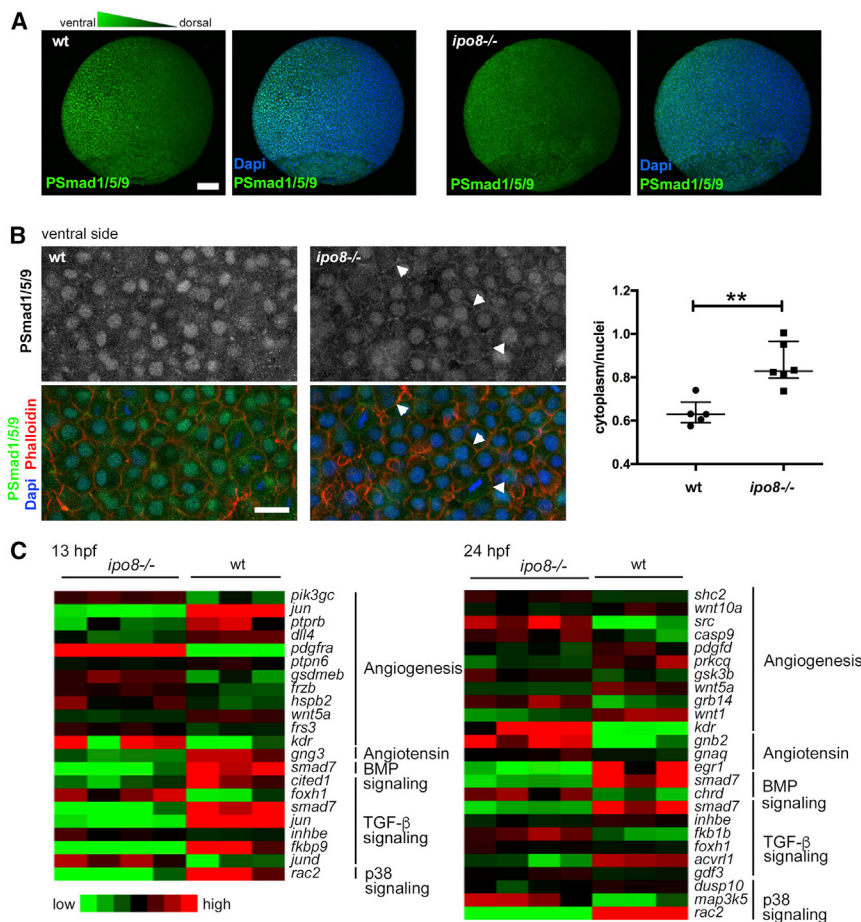 A
ventral
dorsal
wt
PSmad1/5/9
Dapi
PSmad1/5/9
ipo8-/-
PSmad1/5/9
Dapi
PSmad1/5/9
B
ventral side
wt
ipo8-/-
PSmad1/5/9
PSmad1/5/9
Dapi Phalloidin
**
cytoplasm/nuclei
1.2
1.0
0.8
0.6
0.4
wt
ipo8-/-
C
13 hpf
ipo8-/-
wt
pik3gc
jun
ptprb
dll4
pdgfra
ptpn6
gsdmeb
frzb
hspb2
wnt5a
frs3
kdr
gng3
smad7
cited1
foxh1
smad7
jun
inhbe
fkbp9
jund
rac2
Angiogenesis
Angiotensin
BMP
signaling
TGF-β
signaling
p38
signaling
low
high
24 hpf
ipo8-/-
wt
shc2
wnt10a
src
casp9
pdgfd
prkcq
gsk3b
wnt5a
grb14
wnt1
kdr
gnb2
gnaq
egr1
smad7
chrd
smad7
inhbe
fkb1b
foxh1
acvrl1
gdf3
dusp10
map3k5
rac2
Angiogenesis
Angiotensin
BMP
signaling
TGF-β
signaling
p38
signaling